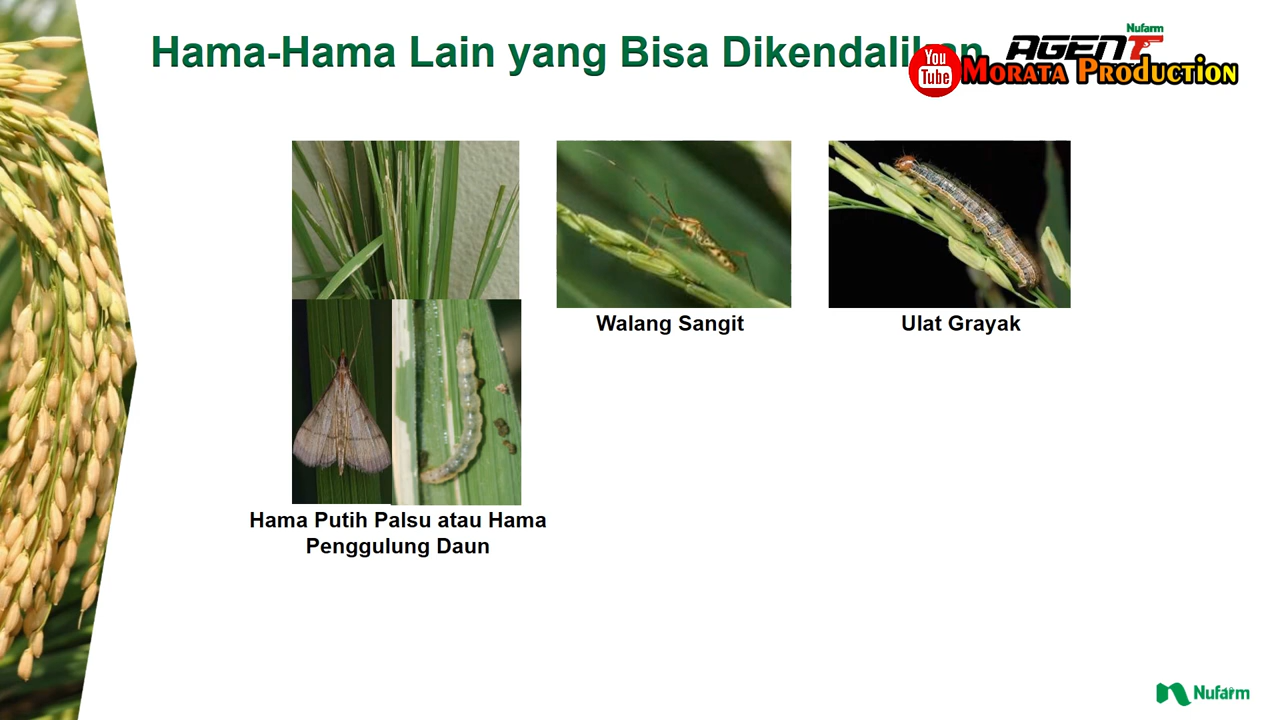 Hama-Hama Lain yang Bisa Dikendalikan
Nufarm
AGENT
You
Tube
Morata Production
Walang Sangit
Ulat Grayak
Hama Putih Palsu atau Hama
Penggulung Daun
Nufarm